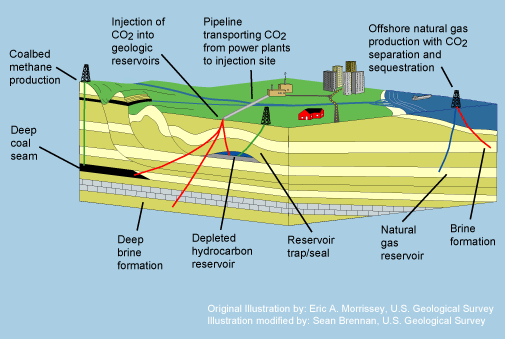 Injection of
CO2 into
geologic
reservoirs
Pipeline
transporting CO2
from power plants
to injection site
Offshore natural gas
production with CO2
separation and
sequestration
Coalbed
methane
production
Deep
coal
seam
Deep
brine
formation
Depleted
hydrocarbon
reservoir
Reservoir
trap/seal
Natural
gas
reservoir
Brine
formation
Original Illustration by: Eric A. Morrissey, U.S. Geological Survey
Illustration modified by: Sean Brennan, U.S. Geological Survey